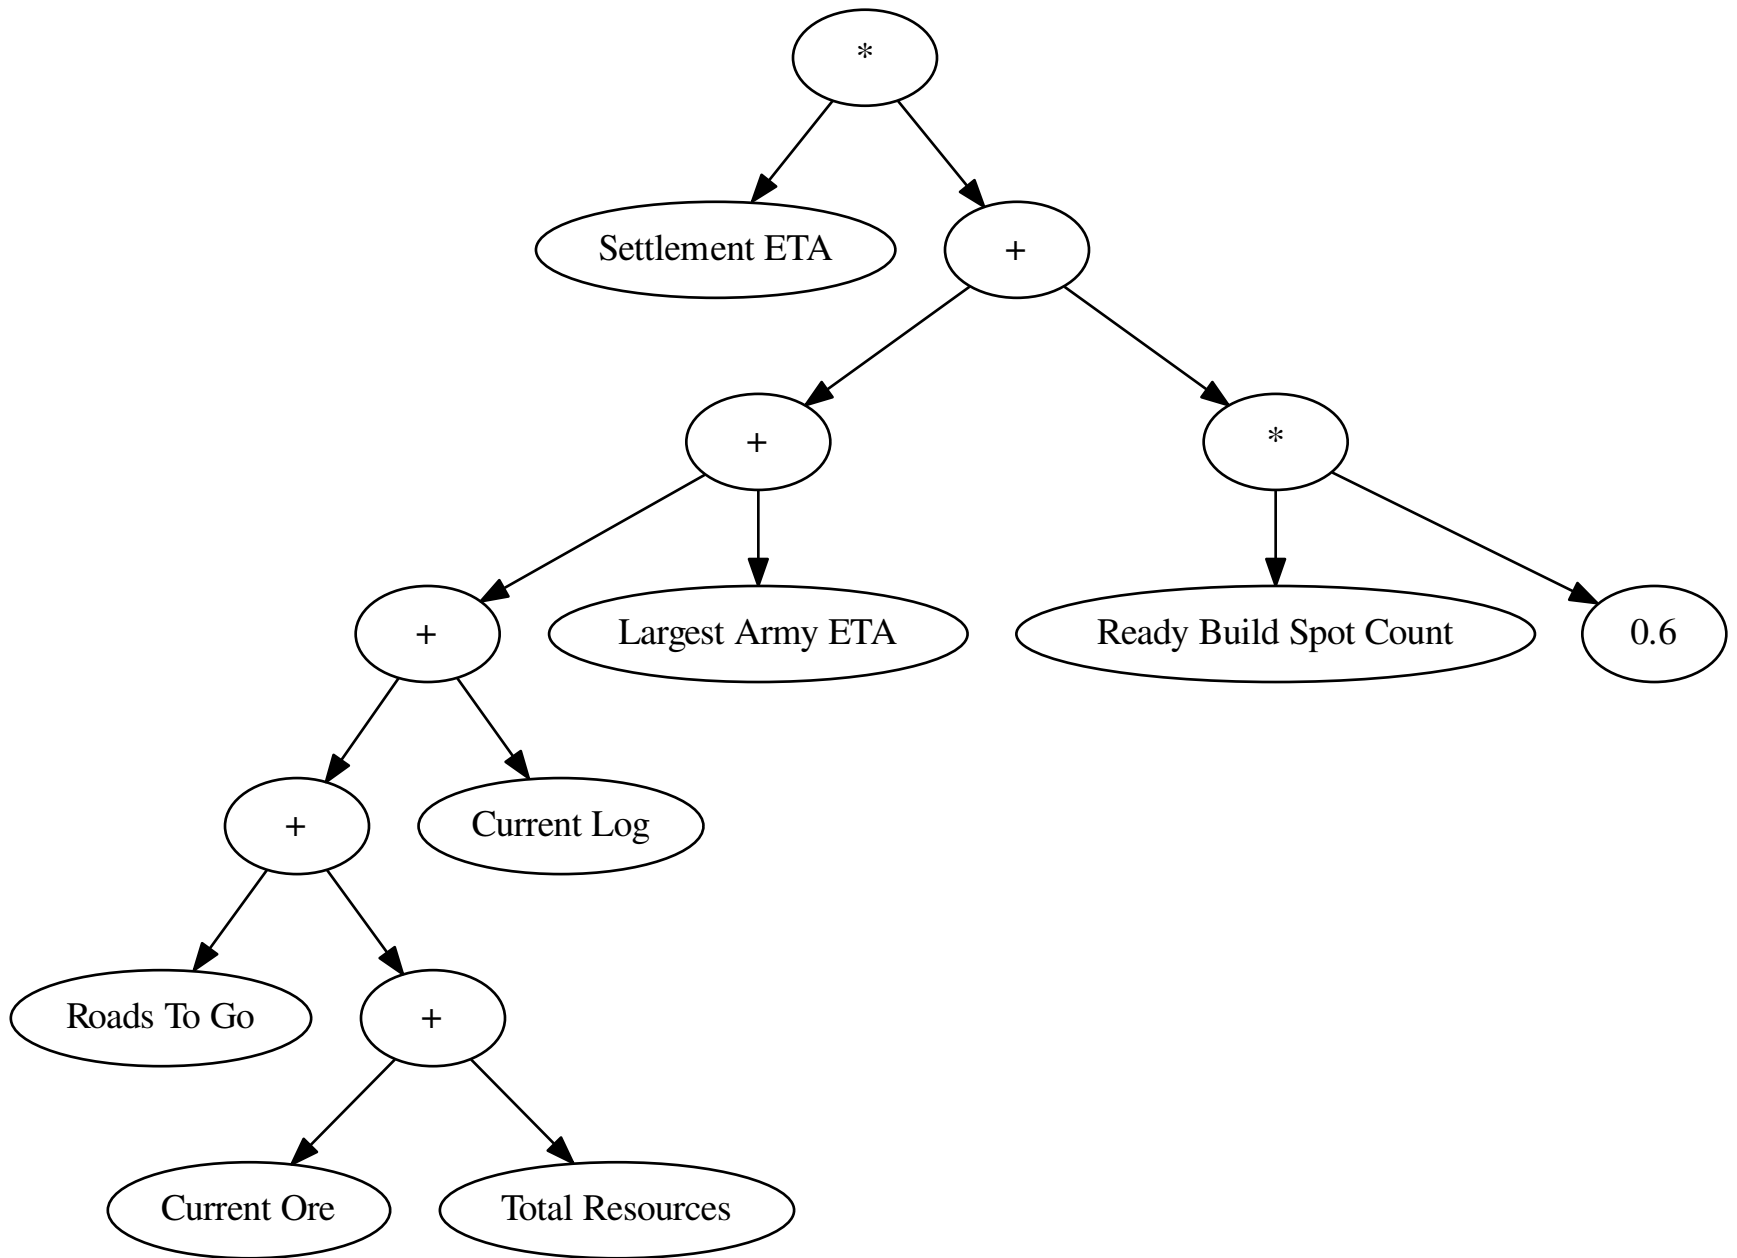 *
Settlement ETA
+
+
*
+
Largest Army ETA
Ready Build Spot Count
0.6
+
Current Log
Roads To Go
+
Current Ore
Total Resources